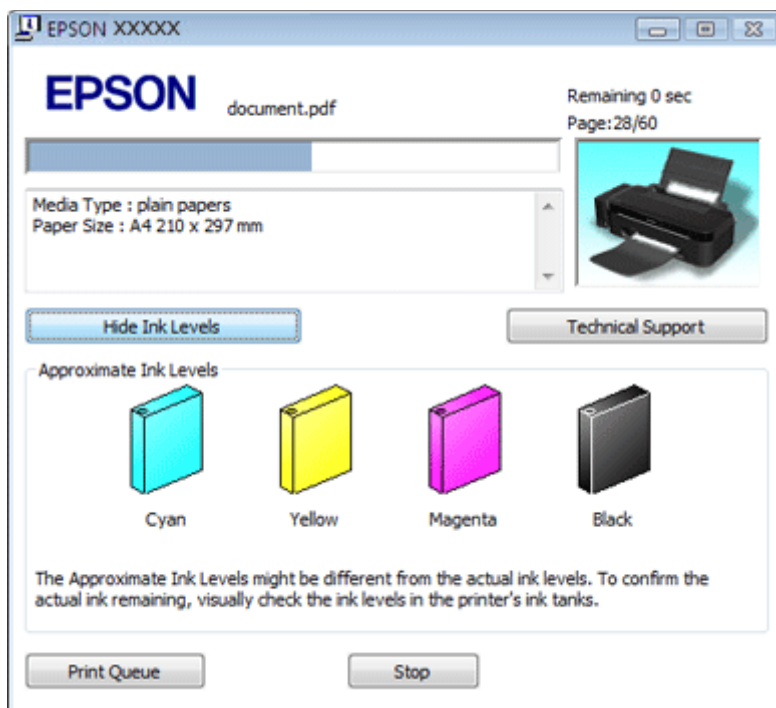 EPSON XXXXX
EPSON
document.pdf
Remaining 0 sec
Page:28/60
Media Type : plain papers
Paper Size : A4 210 x 297 mm
Hide Ink Levels
Technical Support
Approximate Ink Levels
Cyan
Yellow
Magenta
Black
The Approximate Ink Levels might be different from the actual ink levels. To confirm the
actual ink remaining, visually check the ink levels in the printer's ink tanks.
Print Queue
Stop